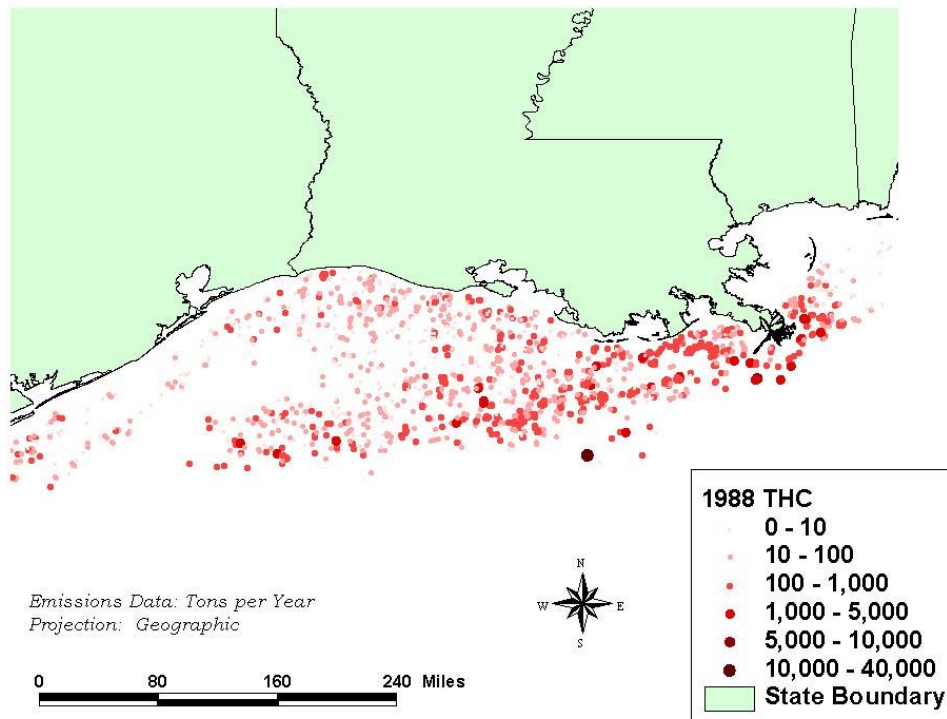 1988 THC
0 - 10
10 - 100
100 - 1,000
1,000 - 5,000
5,000 - 10,000
10,000 - 40,000
State Boundary
N
W
E
S
Emissions Data: Tons per Year
Projection: Geographic
0 80 160 240 Miles